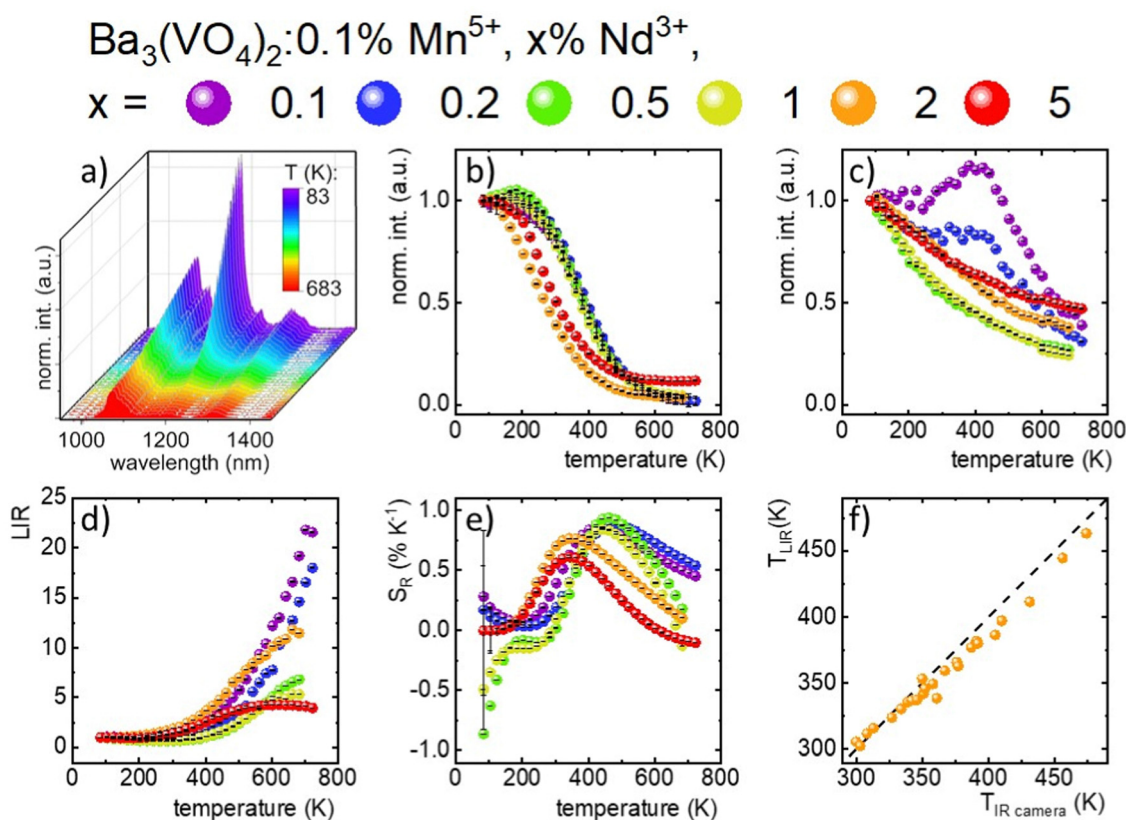 Ba₃(VO₄)₂:0.1% Mn⁵⁺, x% Nd³⁺,
x = 0.1 0.2 0.5 1 2 5
a)
T (K):
83
683
norm. int. (a.u.)
1000 1200 1400
wavelength (nm)
b)
norm. int. (a.u.)
1.0
0.5
0.0
0 200 400 600 800
temperature (K)
c)
norm. int. (a.u.)
1.0
0.5
0.0
0 200 400 600 800
temperature (K)
d)
LIR
25
20
15
10
5
0
0 200 400 600 800
temperature (K)
e)
S_R (% K⁻¹)
1.0
0.5
0.0
-0.5
-1.0
0 200 400 600 800
temperature (K)
f)
T_LIR(K)
450
400
350
300
300 350 400 450
T_IR camera (K)